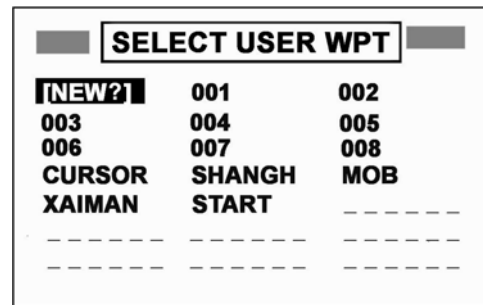 SELECT USER WPT
[NEW?] 001 002
003 004 005
006 007 008
CURSOR SHANGH MOB
XAIMAN START _ _ _ _ _ _
_ _ _ _ _ _ _ _ _ _ _ _ _ _ _ _ _ _
_ _ _ _ _ _ _ _ _ _ _ _ _ _ _ _ _ _